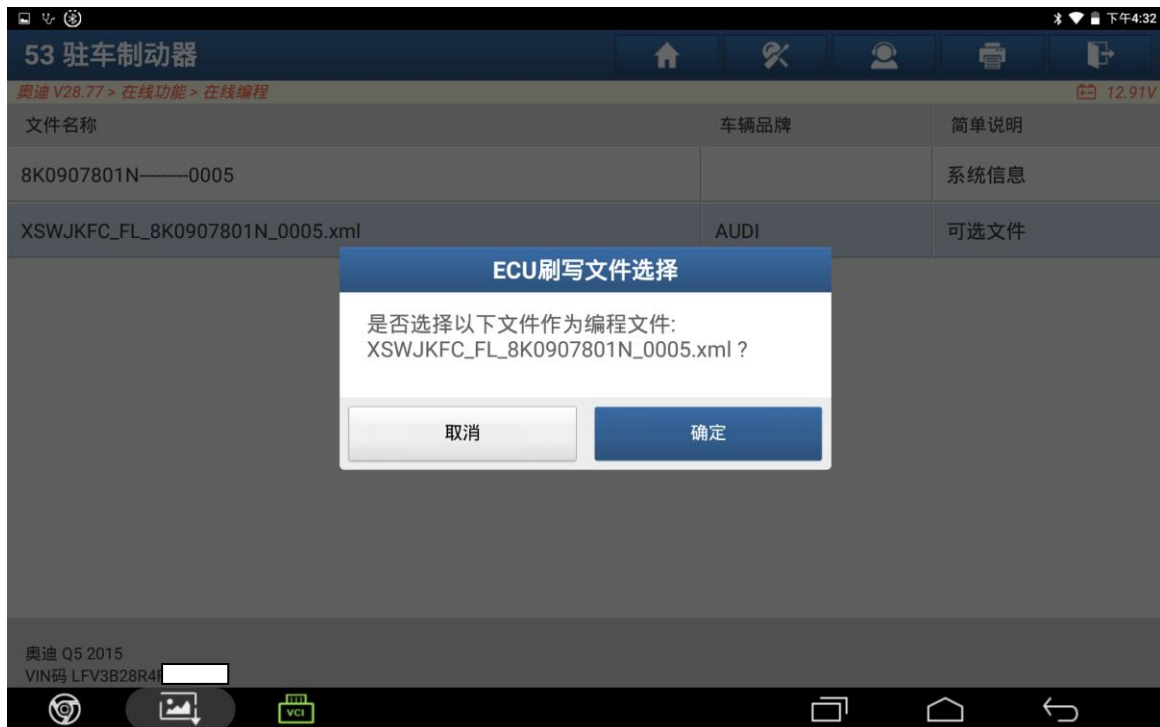 下午4:32
53 驻车制动器
奥迪 V28.77 > 在线功能 > 在线编程
12.91V
文件名称 车辆品牌 简单说明
8K0907801N---------0005 系统信息
XSWJKFC_FL_8K0907801N_0005.xml AUDI 可选文件
ECU刷写文件选择
是否选择以下文件作为编程文件:
XSWJKFC_FL_8K0907801N_0005.xml ?
取消 确定
奥迪 Q5 2015
VIN码 LFV3B28R4
VCI